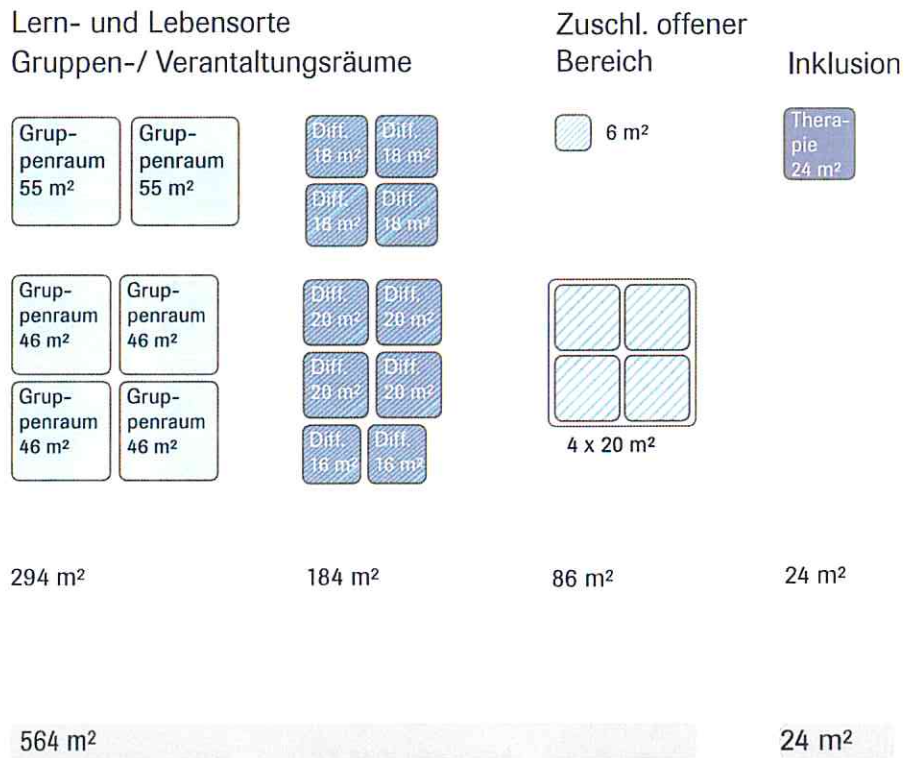 Lern- und Lebensorte
Gruppen-/ Verantaltungsräume
Zuschl. offener
Bereich
Inklusion
Grup-
penraum
55 m²
Grup-
penraum
55 m²
Diff.
18 m²
Diff.
18 m²
Diff.
18 m²
Diff.
18 m²
6 m²
Thera-
pie
24 m²
Grup-
penraum
46 m²
Grup-
penraum
46 m²
Grup-
penraum
46 m²
Grup-
penraum
46 m²
Diff.
20 m²
Diff.
20 m²
Diff.
20 m²
Diff.
20 m²
Diff.
16 m²
Diff.
16 m²
4 x 20 m²
294 m²
184 m²
86 m²
24 m²
564 m²
24 m²